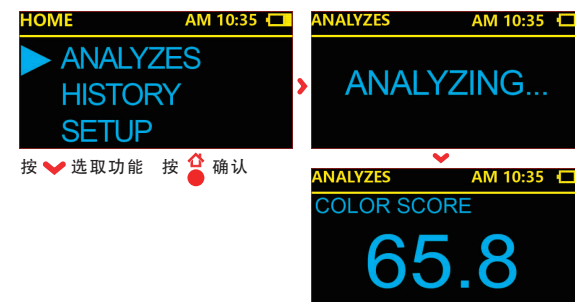 HOME AM 10:35
ANALYZES
HISTORY
SETUP
按 选取功能 按 确认
ANALYZES AM 10:35
ANALYZING...
ANALYZES AM 10:35
COLOR SCORE
65.8